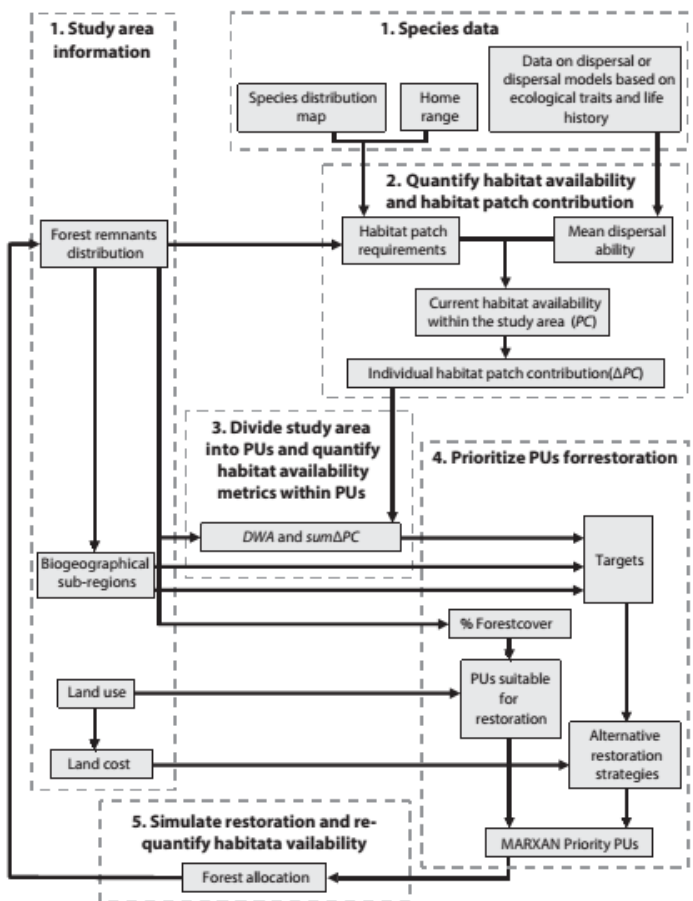 1. Study area
information
1. Species data
Species distribution
map
Home
range
Data on dispersal or
dispersal models based on
ecological traits and life
history
2. Quantify habitat availability
and habitat patch contribution
Forest remnants
distribution
Habitat patch
requirements
Mean dispersal
ability
Current habitat availability
within the study area (PC)
Individual habitat patch contribution(ΔPC)
3. Divide study area
into PUs and quantify
habitat availability
metrics within PUs
4. Prioritize PUs forrestoration
DWA and sumΔPC
Targets
Biogeographical
sub-regions
% Forestcover
Land use
PUs suitable
for
restoration
Land cost
Alternative
restoration
strategies
5. Simulate restoration and re-
quantify habitata vailability
MARXAN Priority PUs
Forest allocation